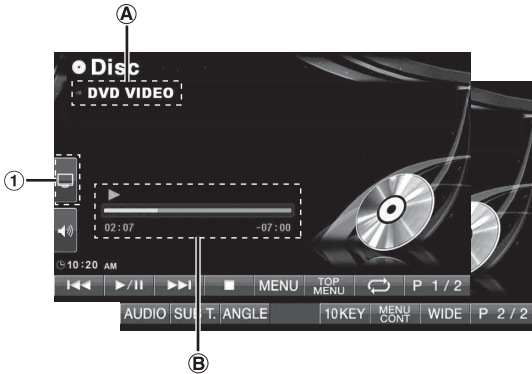 A
Disc
DVD VIDEO
1
02:07 -07:00
10:20 AM
MENU TOP MENU P 1/2
AUDIO SUB T. ANGLE 10KEY MENU CONT WIDE P 2/2
B